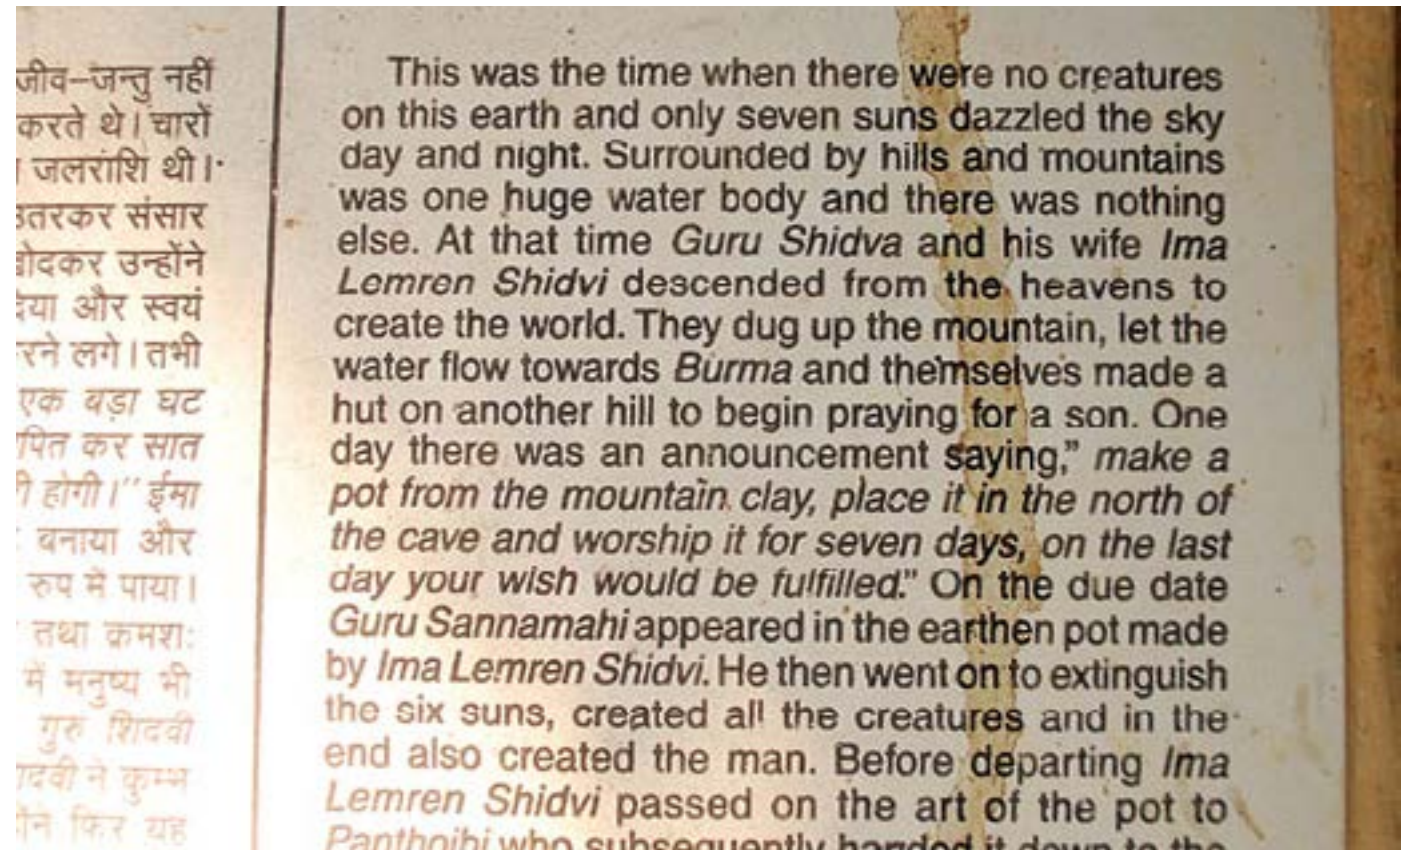 जीव–जन्तु नहीं
करते थे। चारों
जलराशि थी।
उतरकर संसार
खोदकर उन्होंने
दिया और स्वयं
करने लगे। तभी
एक बड़ा घट
सात
होगी।" ईमा
बनाया और
रुप में पाया।
तथा क्रमशः
में मनुष्य भी
गुरु शिदवी
ने कुम्भ
फिर यह
This was the time when there were no creatures
on this earth and only seven suns dazzled the sky
day and night. Surrounded by hills and mountains
was one huge water body and there was nothing
else. At that time Guru Shidva and his wife Ima
Lemren Shidvi descended from the heavens to
create the world. They dug up the mountain, let the
water flow towards Burma and themselves made a
hut on another hill to begin praying for a son. One
day there was an announcement saying,” make a
pot from the mountain clay, place it in the north of
the cave and worship it for seven days, on the last
day your wish would be fulfilled.” On the due date
Guru Sannamahi appeared in the earthen pot made
by Ima Lemren Shidvi. He then went on to extinguish
the six suns, created all the creatures and in the
end also created the man. Before departing Ima
Lemren Shidvi passed on the art of the pot to
Panthoibi who subsequently handed it down to the